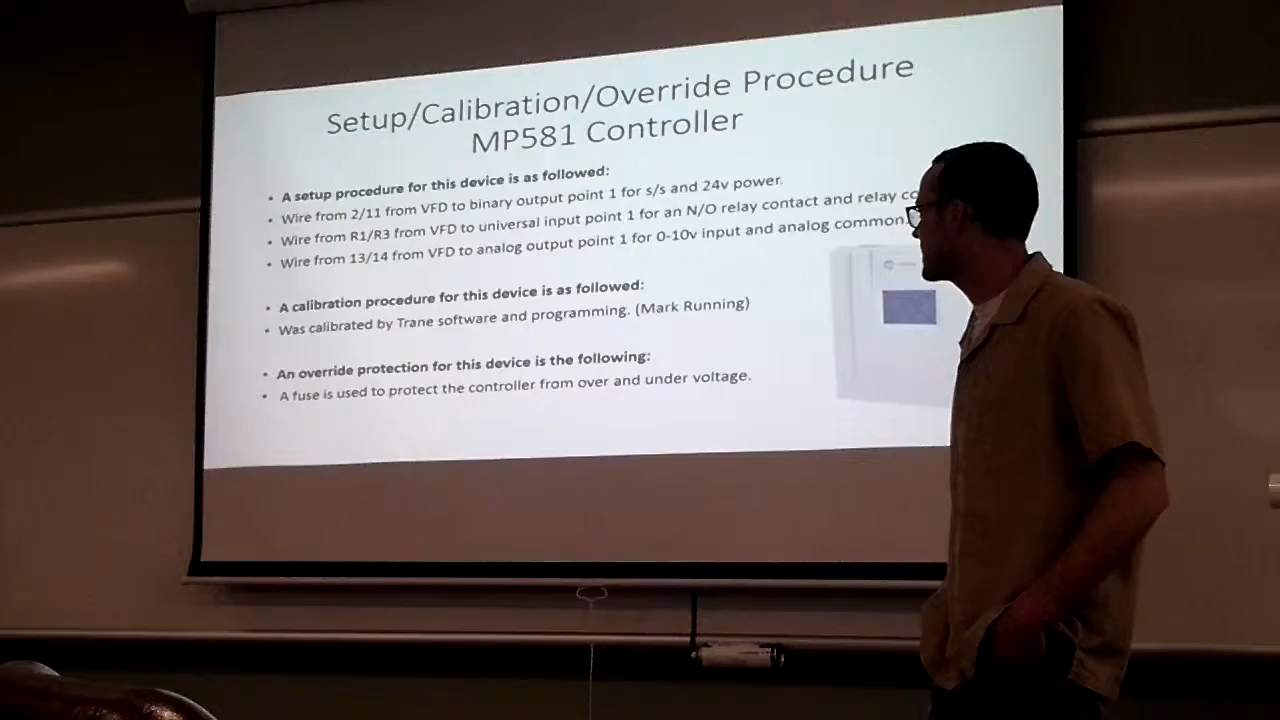 Setup/Calibration/Override Procedure
MP581 Controller
• A setup procedure for this device is as followed:
• Wire from 2/11 from VFD to binary output point 1 for s/s and 24v power.
• Wire from R1/R3 from VFD to universal input point 1 for an N/O relay contact and relay co
• Wire from 13/14 from VFD to analog output point 1 for 0-10v input and analog common.
• A calibration procedure for this device is as followed:
• Was calibrated by Trane software and programming. (Mark Running)
• An override protection for this device is the following:
• A fuse is used to protect the controller from over and under voltage.